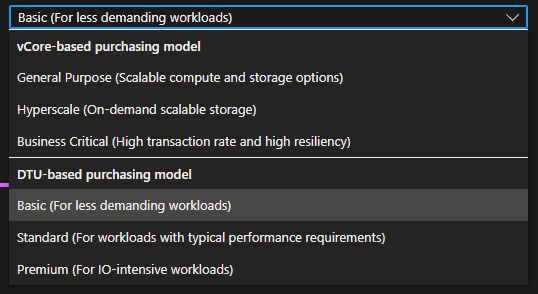 Basic (For less demanding workloads)
vCore-based purchasing model
General Purpose (Scalable compute and storage options)
Hyperscale (On-demand scalable storage)
Business Critical (High transaction rate and high resiliency)
DTU-based purchasing model
Basic (For less demanding workloads)
Standard (For workloads with typical performance requirements)
Premium (For IO-intensive workloads)